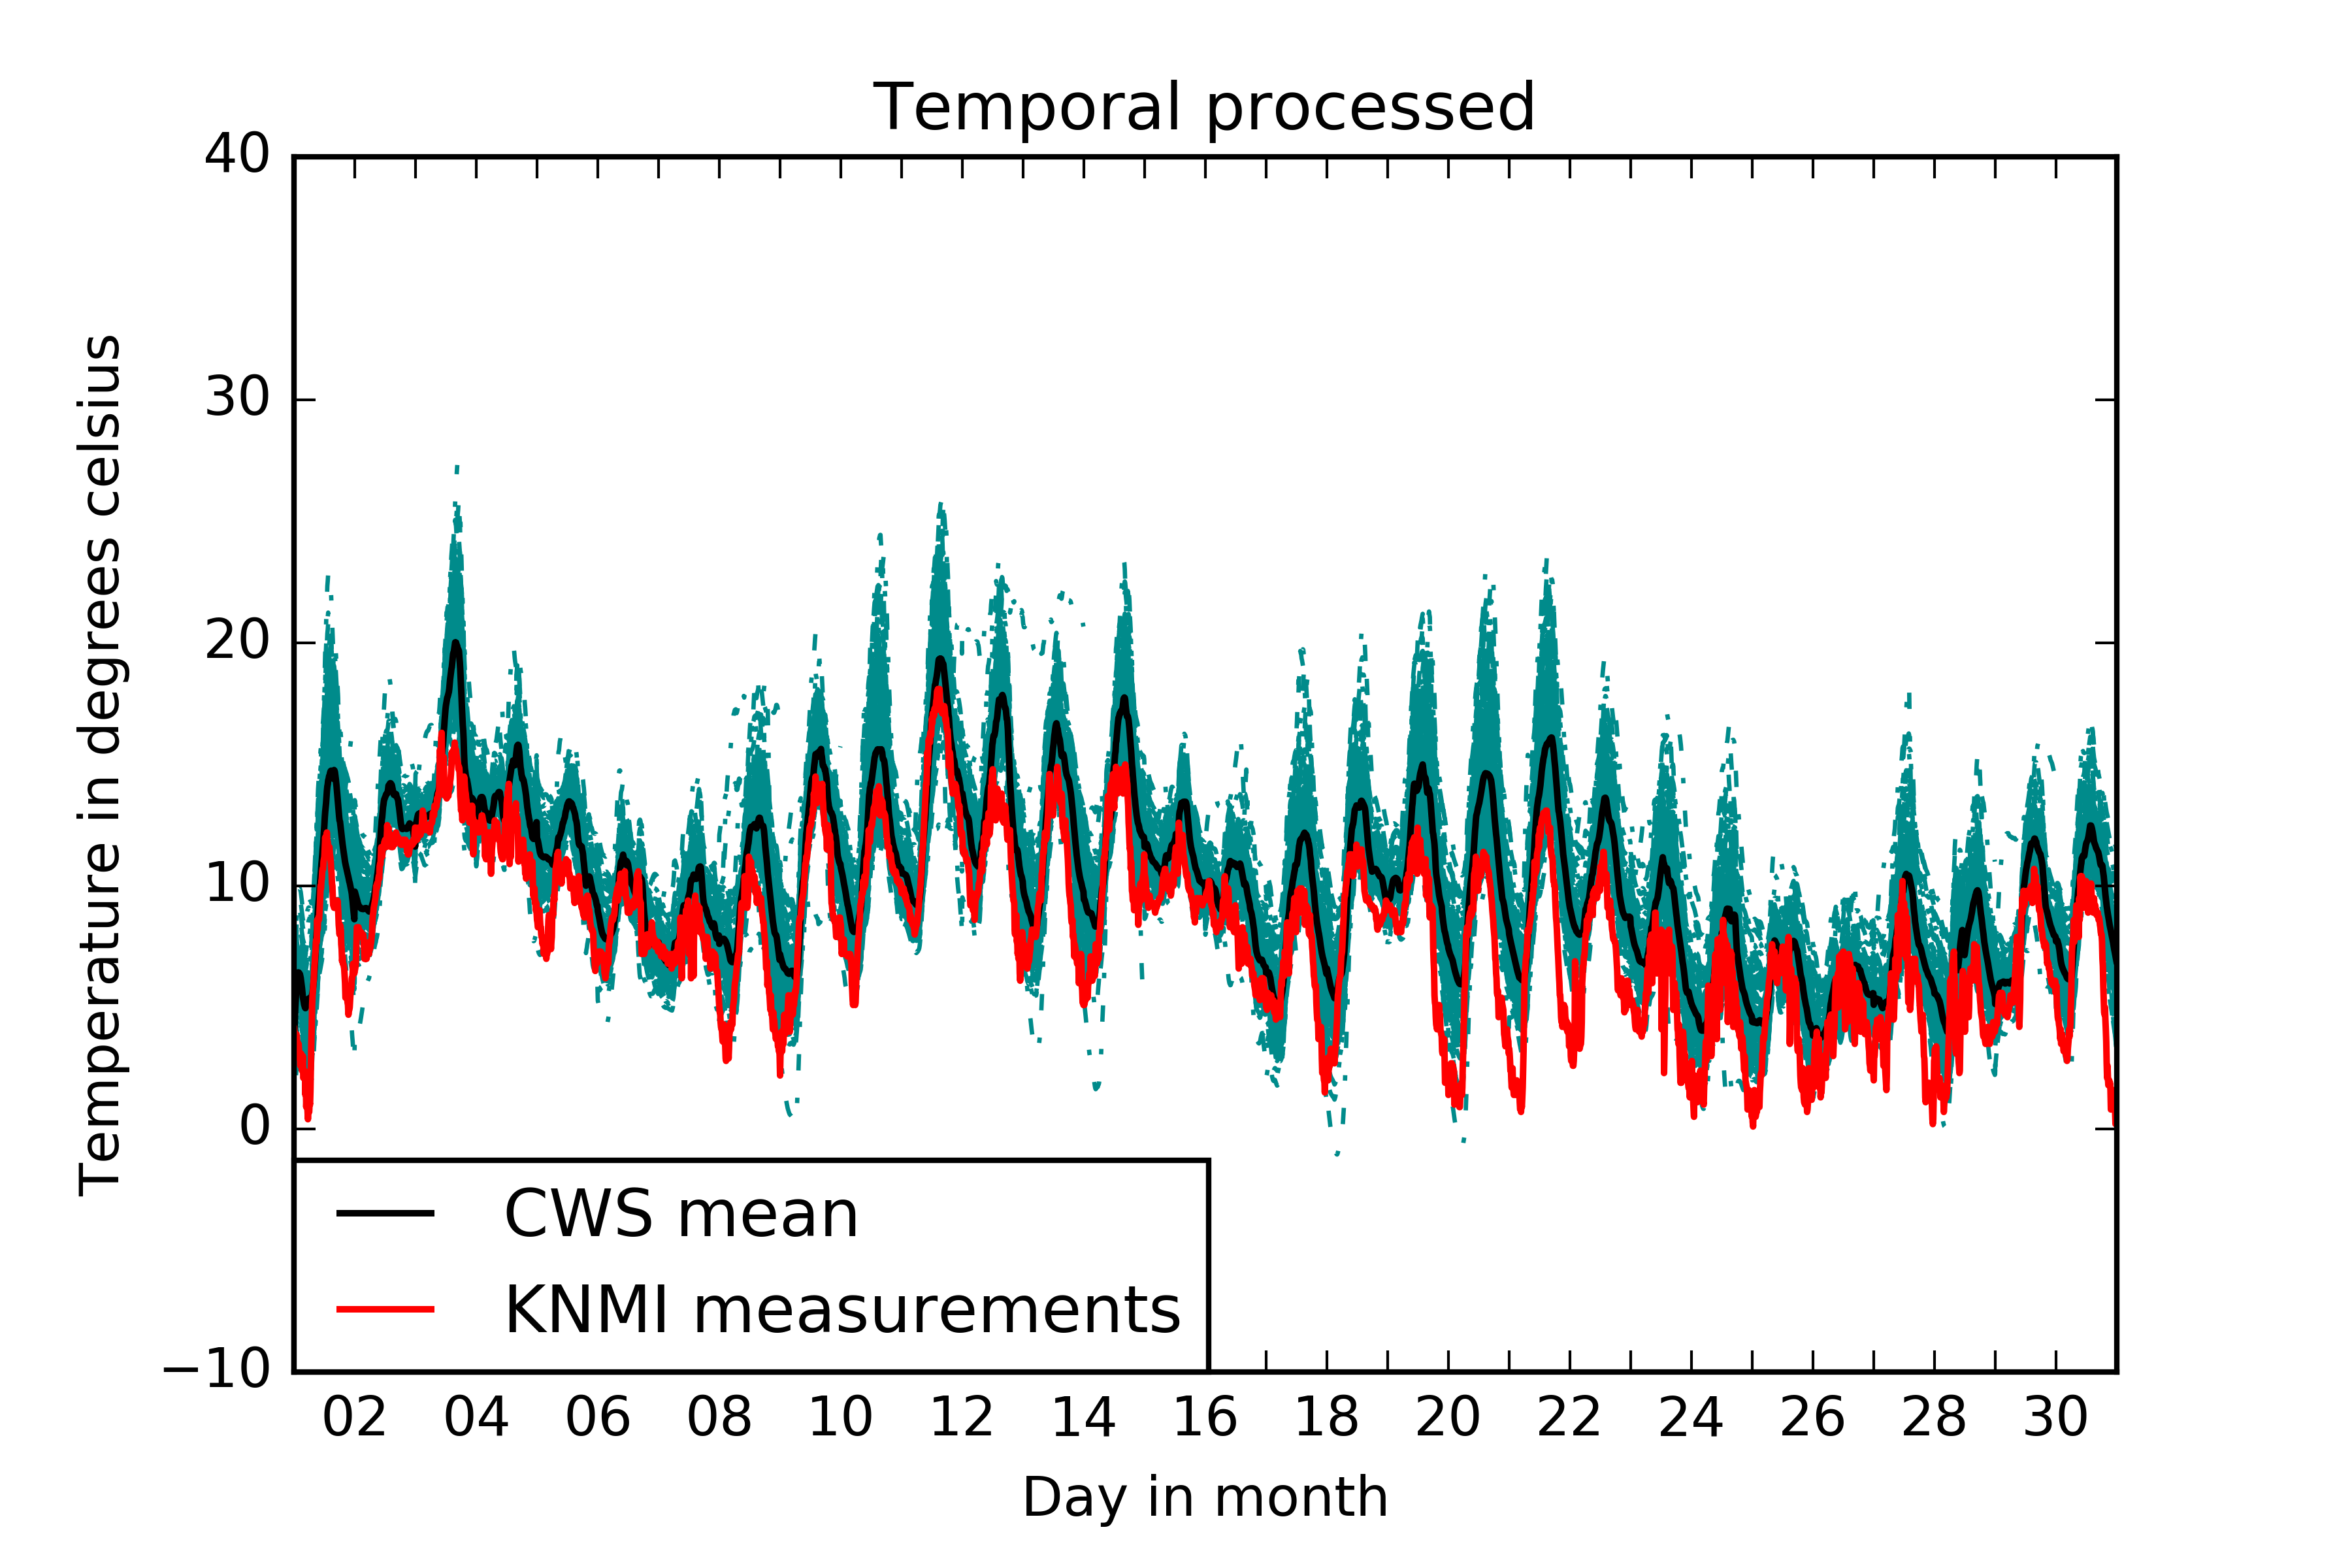 Temporal processed
40
30
20
10
0
−10
Temperature in degrees celsius
CWS mean
KNMI measurements
02 04 06 08 10 12 14 16 18 20 22 24 26 28 30
Day in month